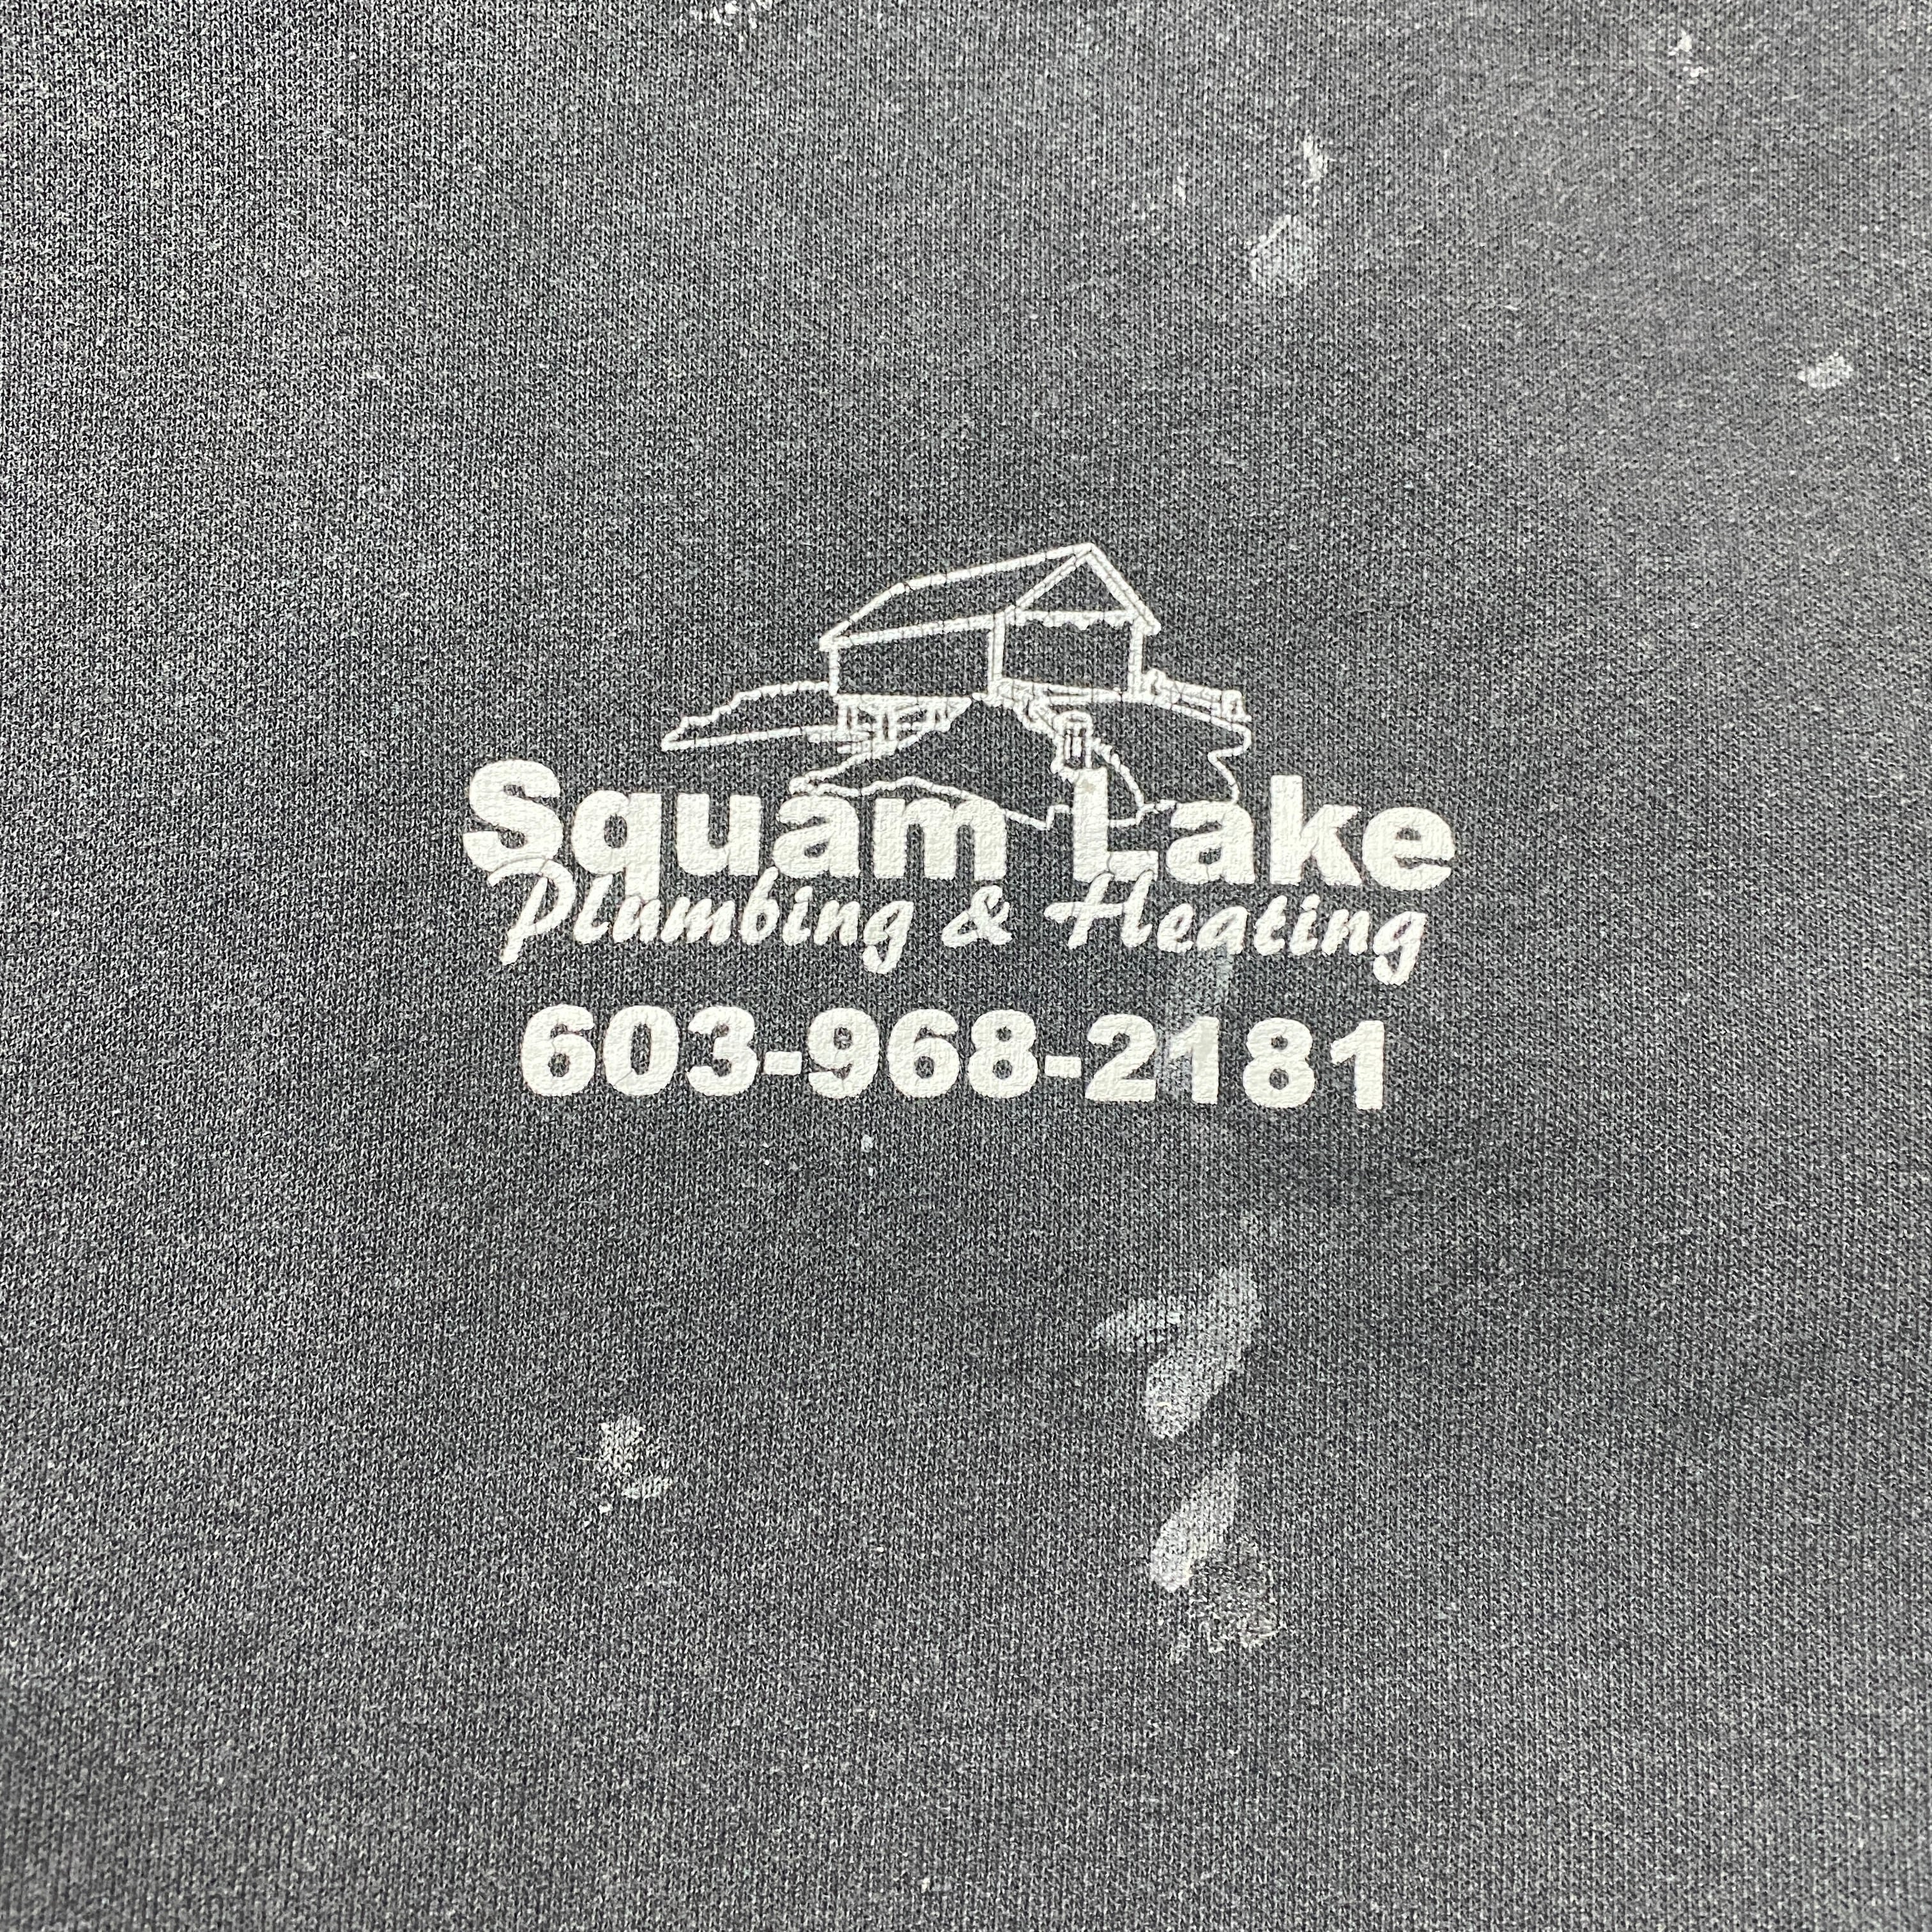 Squam Lake
Plumbing & Heating
603-968-2181